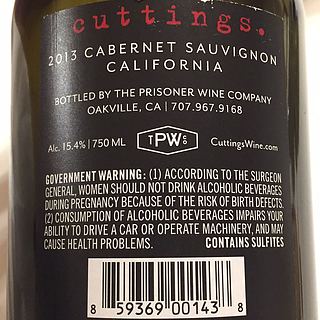 cuttings.
2013 CABERNET SAUVIGNON
CALIFORNIA
BOTTLED BY THE PRISONER WINE COMPANY
OAKVILLE, CA | 707.967.9168
Alc. 15.4% | 750 ML
TPWCo
CuttingsWine.com
GOVERNMENT WARNING: (1) ACCORDING TO THE SURGEON
GENERAL, WOMEN SHOULD NOT DRINK ALCOHOLIC BEVERAGES
DURING PREGNANCY BECAUSE OF THE RISK OF BIRTH DEFECTS.
(2) CONSUMPTION OF ALCOHOLIC BEVERAGES IMPAIRS YOUR
ABILITY TO DRIVE A CAR OR OPERATE MACHINERY, AND MAY
CAUSE HEALTH PROBLEMS. CONTAINS SULFITES
8 59369 00143 8